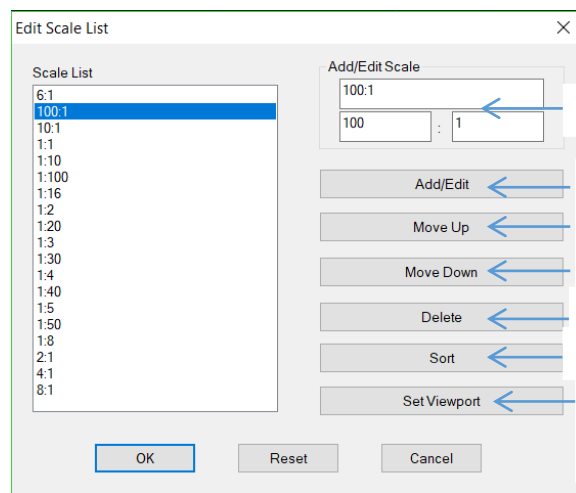 Edit Scale List
Scale List
6:1
100:1
10:1
1:1
1:10
1:100
1:16
1:2
1:20
1:3
1:30
1:4
1:40
1:5
1:50
1:8
2:1
4:1
8:1
Add/Edit Scale
100:1
100 : 1
Add/Edit
Move Up
Move Down
Delete
Sort
Set Viewport
OK Reset Cancel